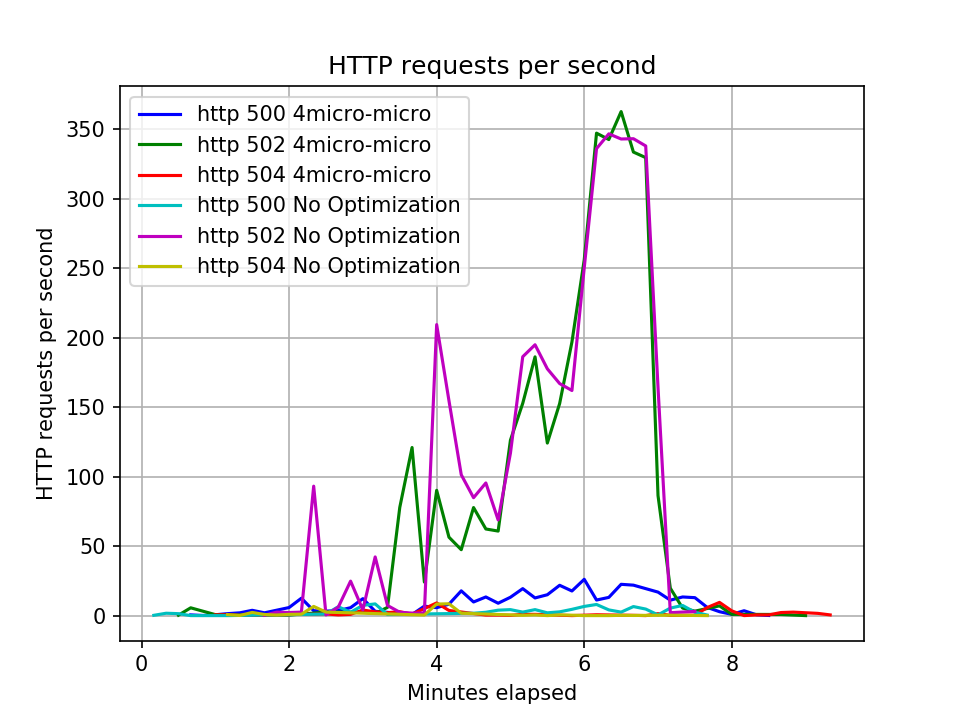 HTTP requests per second
http 500 4micro-micro
http 502 4micro-micro
http 504 4micro-micro
http 500 No Optimization
http 502 No Optimization
http 504 No Optimization
HTTP requests per second
350
300
250
200
150
100
50
0
0 2 4 6 8
Minutes elapsed